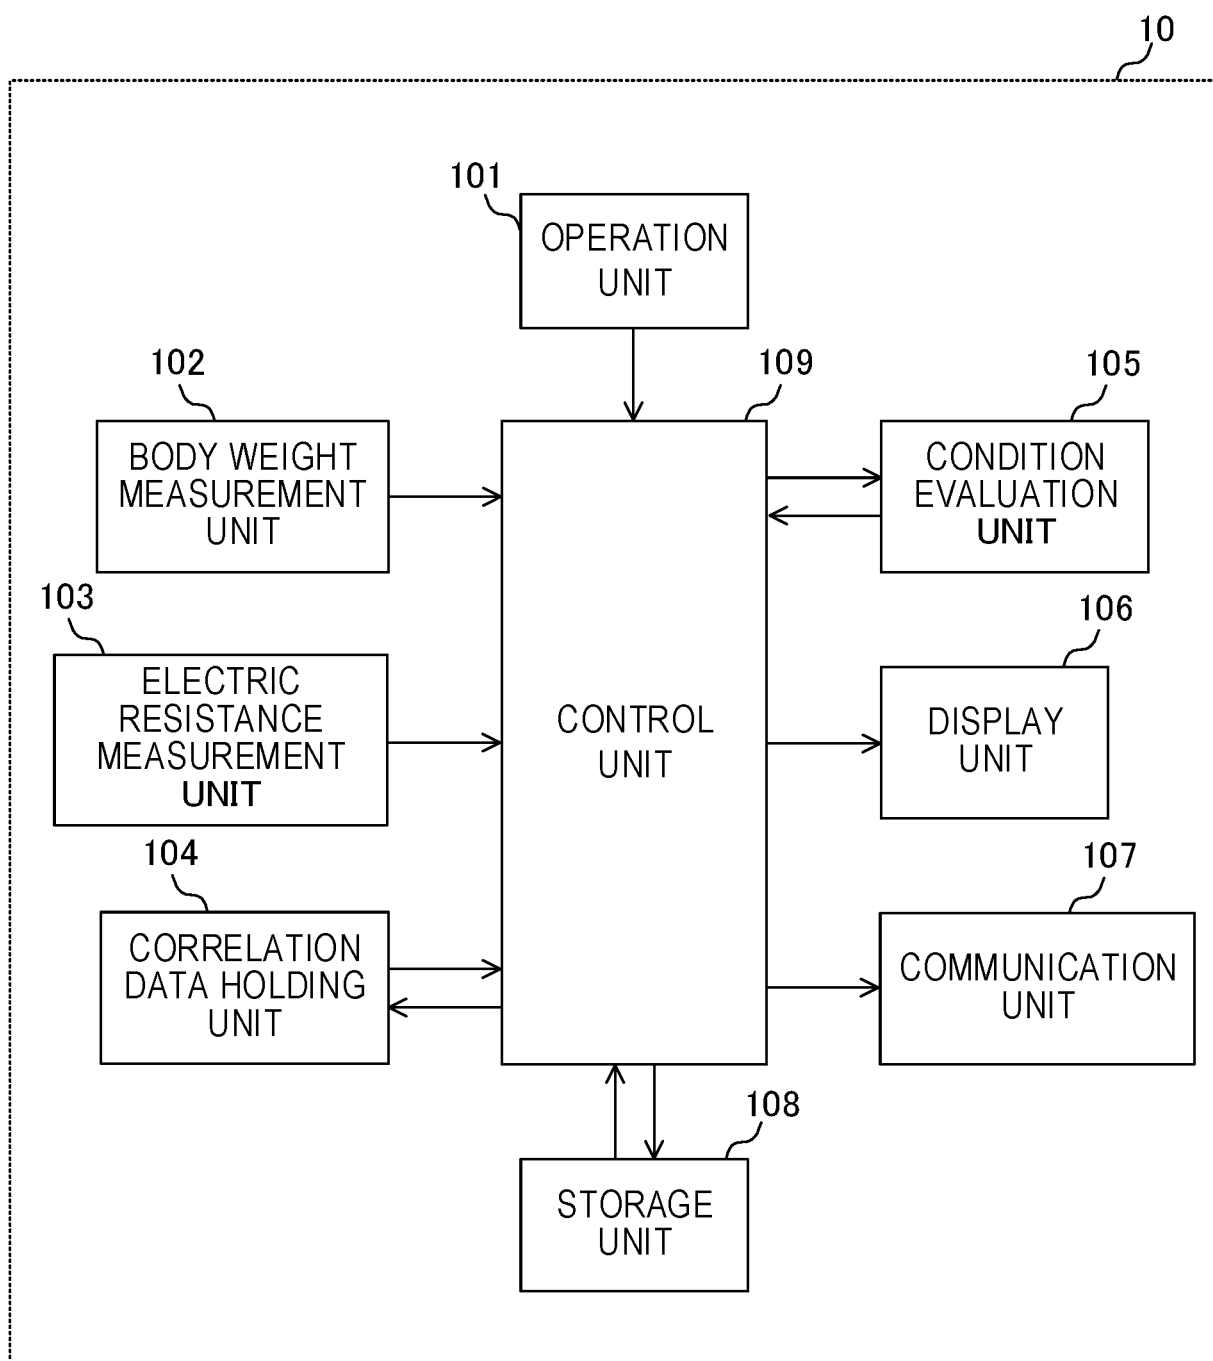 10
101
OPERATION
UNIT
102
BODY WEIGHT
MEASUREMENT
UNIT
109
CONTROL
UNIT
105
CONDITION
EVALUATION
UNIT
103
ELECTRIC
RESISTANCE
MEASUREMENT
UNIT
106
DISPLAY
UNIT
104
CORRELATION
DATA HOLDING
UNIT
107
COMMUNICATION
UNIT
108
STORAGE
UNIT